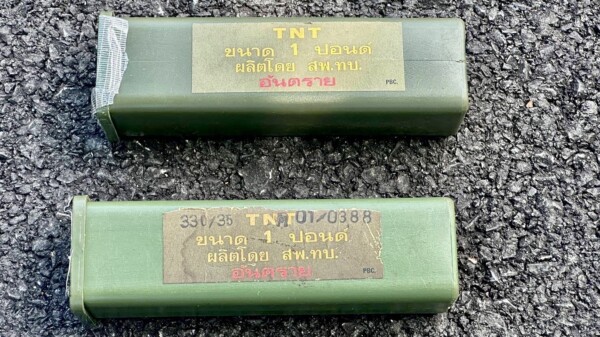 TNT
ขนาด 1 ปอนด์
ผลิตโดย สพ.ทบ.
อันตราย
PBC.
330/35 TNT 01/0388
ขนาด 1 ปอนด์
ผลิตโดย สพ.ทบ.
อันตราย
PBC.